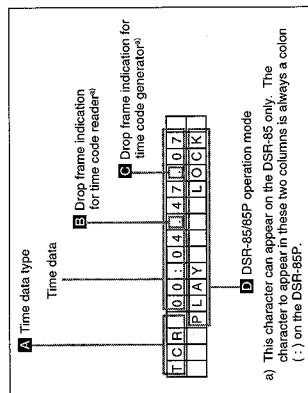 A Time data type
Time data
B Drop frame indication
for time code reader a)
C Drop frame indication for
time code generator a)
TCR 00:04.47.07
PLAY LOCK
D DSR-85/85P operation mode
a) This character can appear on the DSR-85 only. The
character to appear in these two columns is always a colon
( : ) on the DSR-85P.